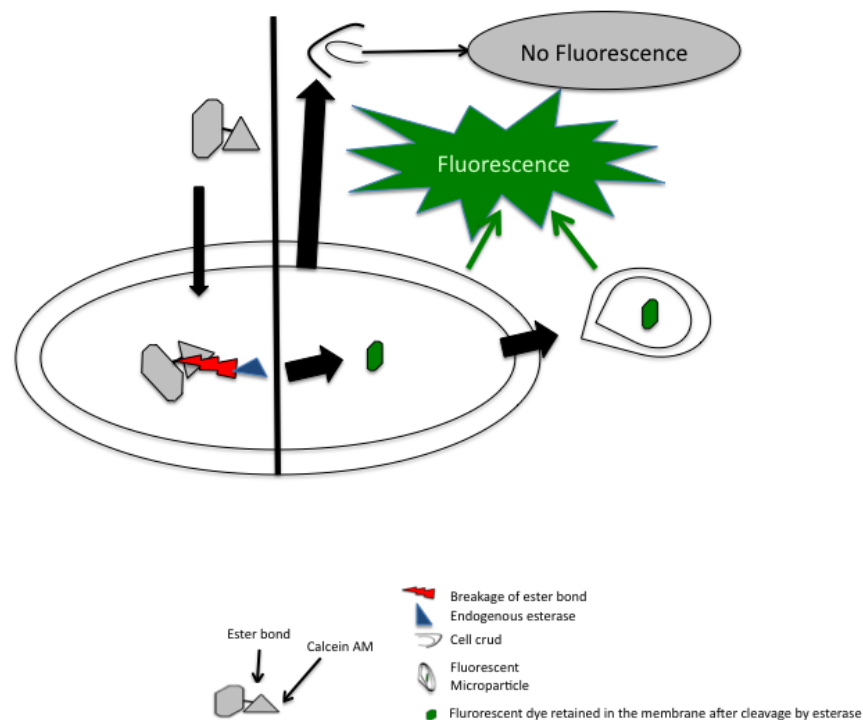 No Fluorescence
Fluorescence
Breakage of ester bond
Endogenous esterase
Cell crud
Ester bond
Calcein AM
Fluorescent
Microparticle
Flurorescent dye retained in the membrane after cleavage by esterase